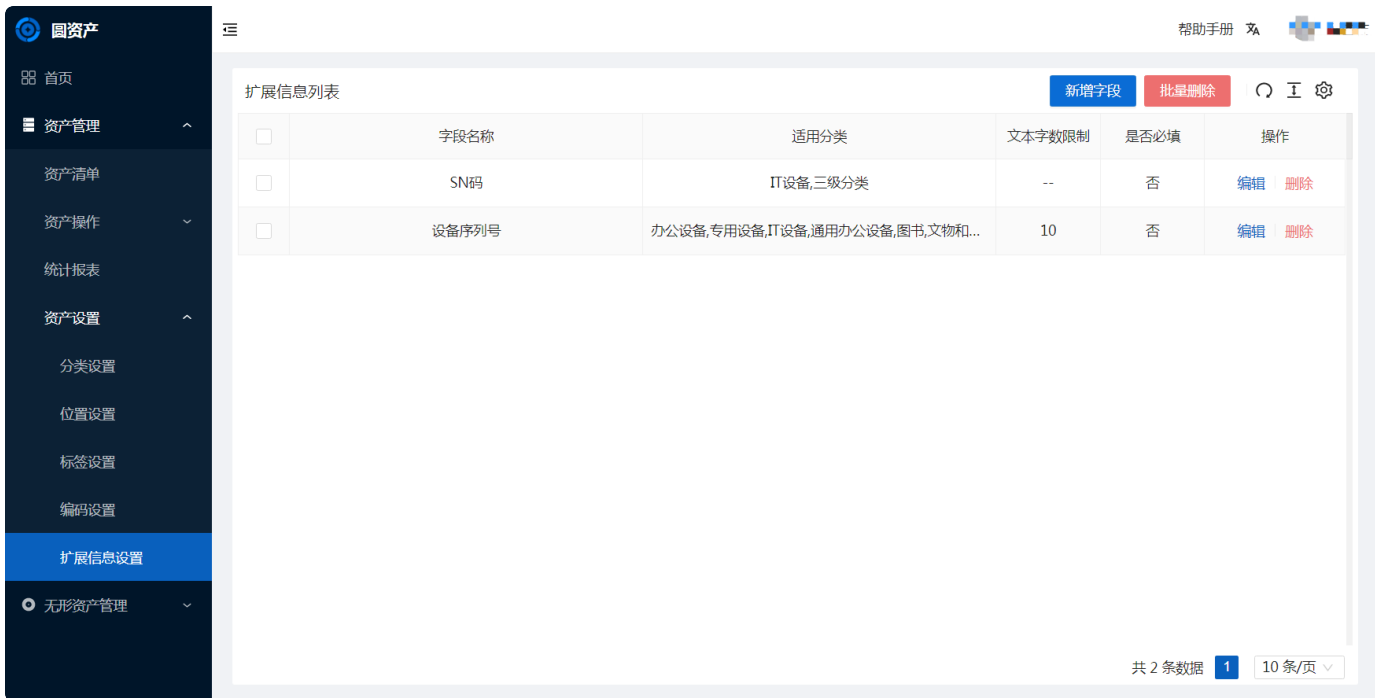 圆资产
帮助手册
首页
资产管理
资产清单
资产操作
统计报表
资产设置
分类设置
位置设置
标签设置
编码设置
扩展信息设置
无形资产管理
扩展信息列表 新增字段 批量删除
字段名称 适用分类 文本字数限制 是否必填 操作
SN码 IT设备,三级分类 -- 否 编辑 删除
设备序列号 办公设备,专用设备,IT设备,通用办公设备,图书,文物和... 10 否 编辑 删除
共 2 条数据 1 10 条/页